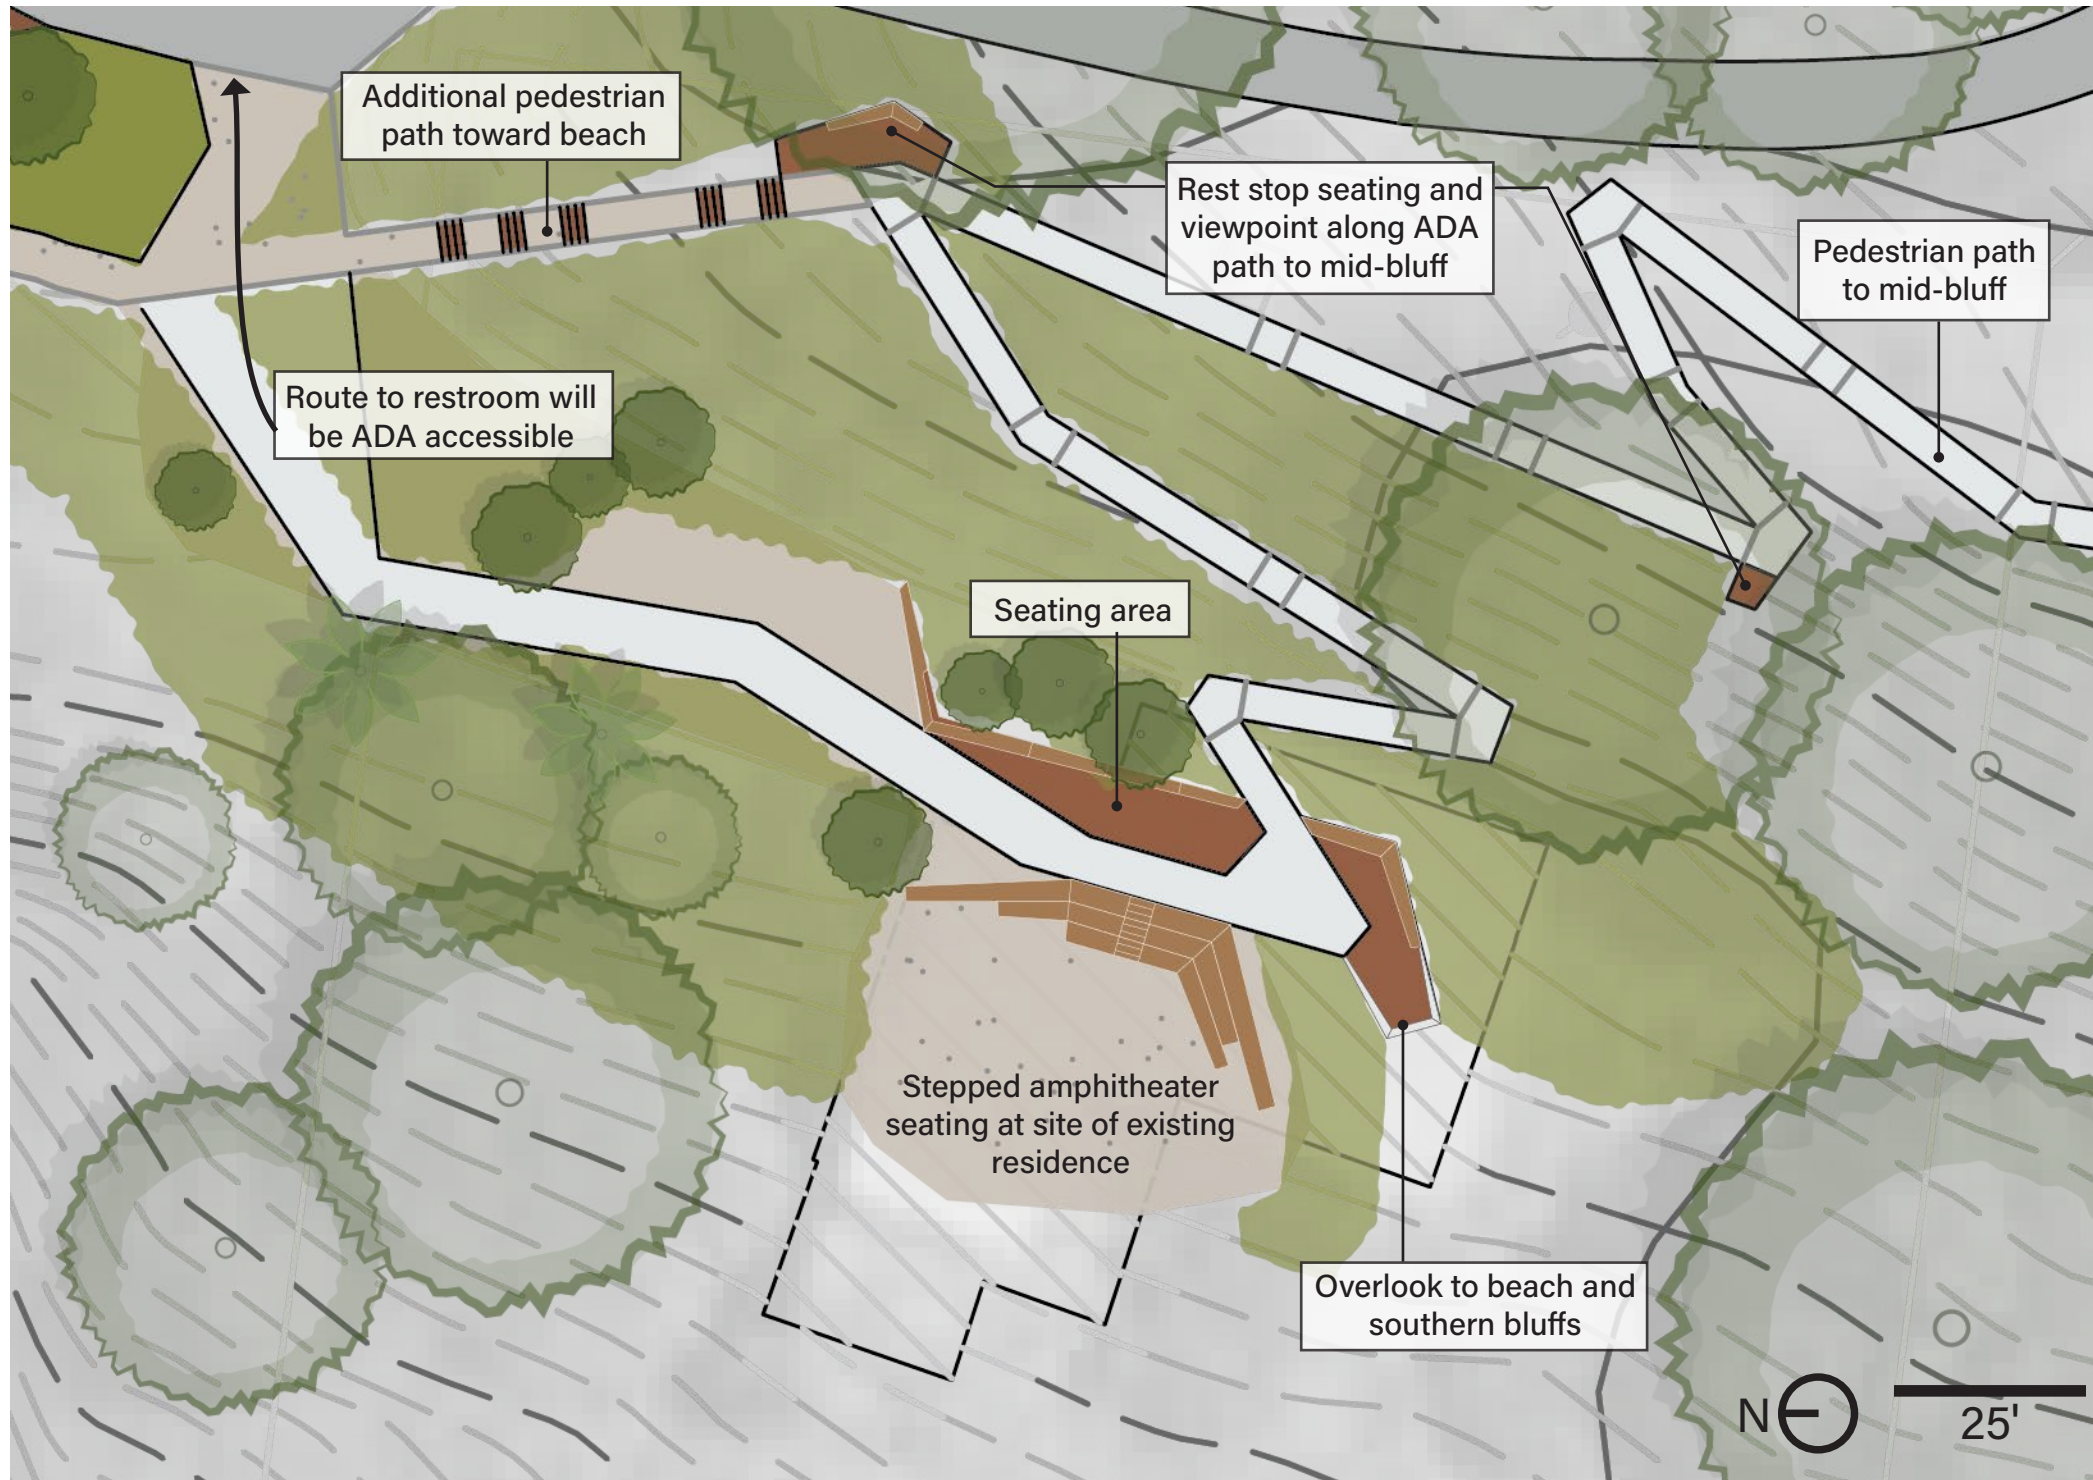 Additional pedestrian
path toward beach
Rest stop seating and
viewpoint along ADA
path to mid-bluff
Pedestrian path
to mid-bluff
Route to restroom will
be ADA accessible
Seating area
Stepped amphitheater
seating at site of existing
residence
Overlook to beach and
southern bluffs
N
25'